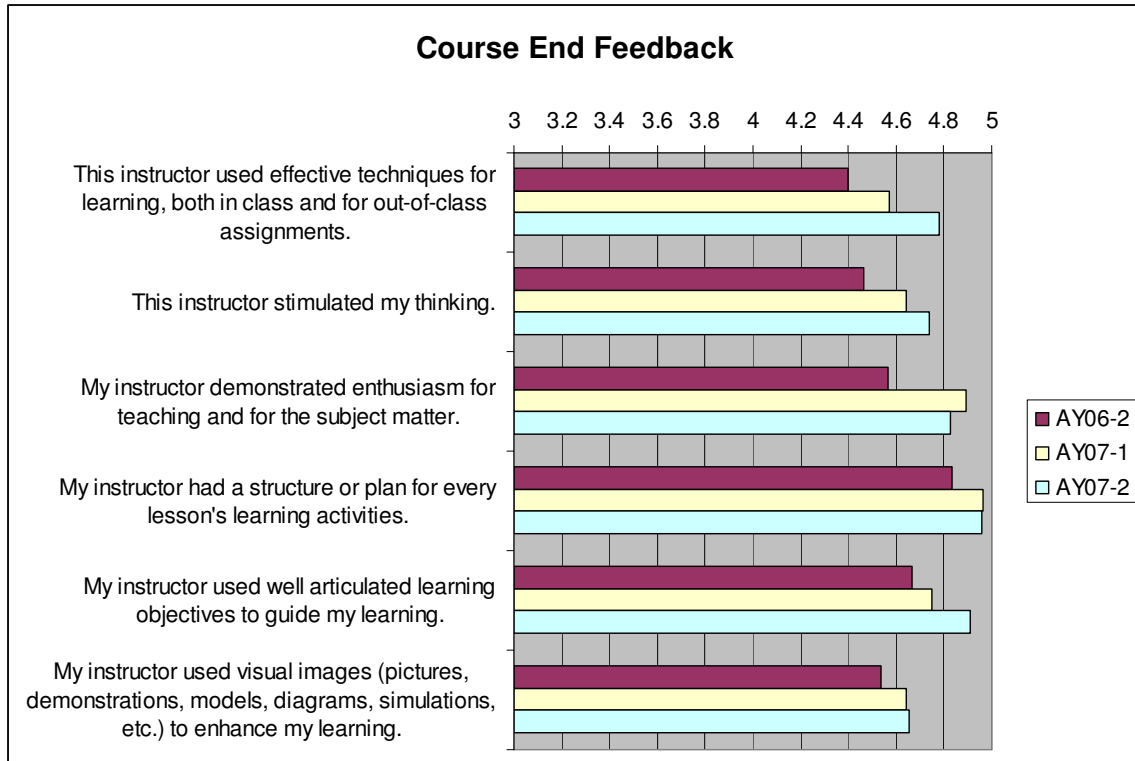 Course End Feedback
3 3.2 3.4 3.6 3.8 4 4.2 4.4 4.6 4.8 5
This instructor used effective techniques for
learning, both in class and for out-of-class
assignments.
This instructor stimulated my thinking.
My instructor demonstrated enthusiasm for
teaching and for the subject matter.
My instructor had a structure or plan for every
lesson's learning activities.
My instructor used well articulated learning
objectives to guide my learning.
My instructor used visual images (pictures,
demonstrations, models, diagrams, simulations,
etc.) to enhance my learning.
AY06-2
AY07-1
AY07-2